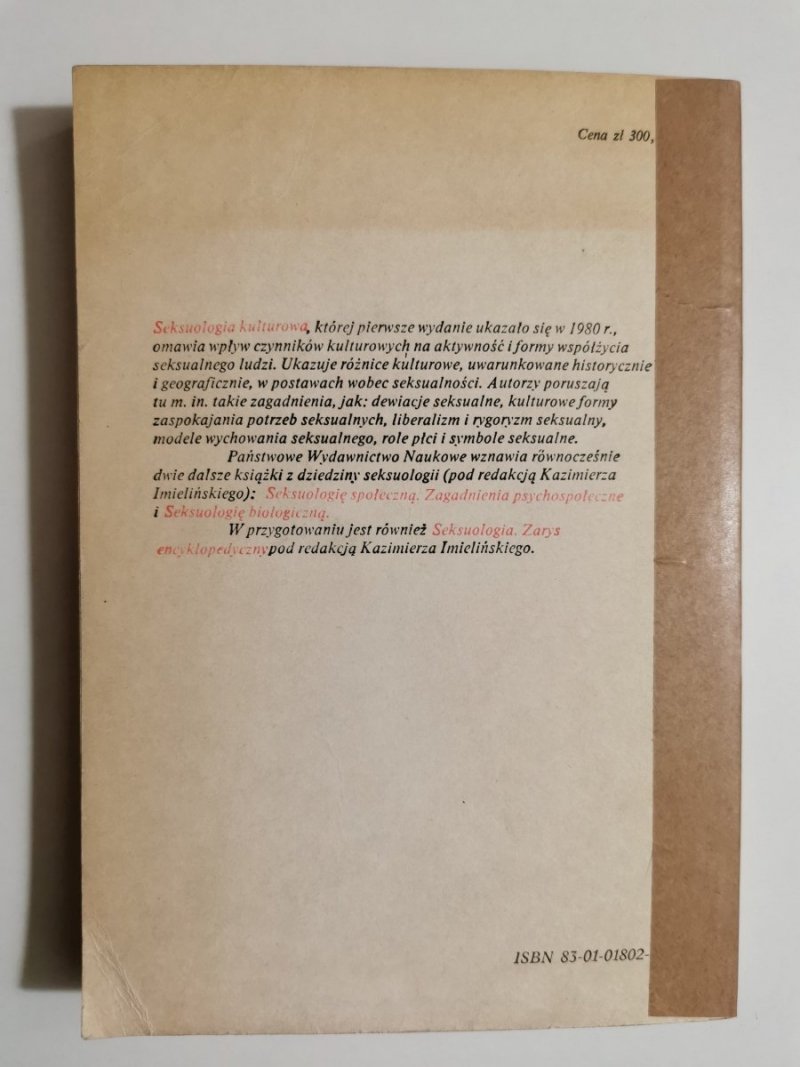 Cena zł 300,
Seksuologia kulturowa, której pierwsze wydanie ukazało się w 1980 r.,
omawia wpływ czynników kulturowych na aktywność i formy współżycia
seksualnego ludzi. Ukazuje różnice kulturowe, uwarunkowane historycznie
i geograficznie, w postawach wobec seksualności. Autorzy poruszają
tu m. in. takie zagadnienia, jak: dewiacje seksualne, kulturowe formy
zaspokajania potrzeb seksualnych, liberalizm i rygoryzm seksualny,
modele wychowania seksualnego, role płci i symbole seksualne.
Państwowe Wydawnictwo Naukowe wznawia równocześnie
dwie dalsze książki z dziedziny seksuologii (pod redakcją Kazimierza
Imielińskiego): Seksuologię społeczną. Zagadnienia psychospołeczne
i Seksuologię biologiczną.
W przygotowaniu jest również Seksuologia. Zarys
encyklopedyczny pod redakcją Kazimierza Imielińskiego.
ISBN 83-01-01802-